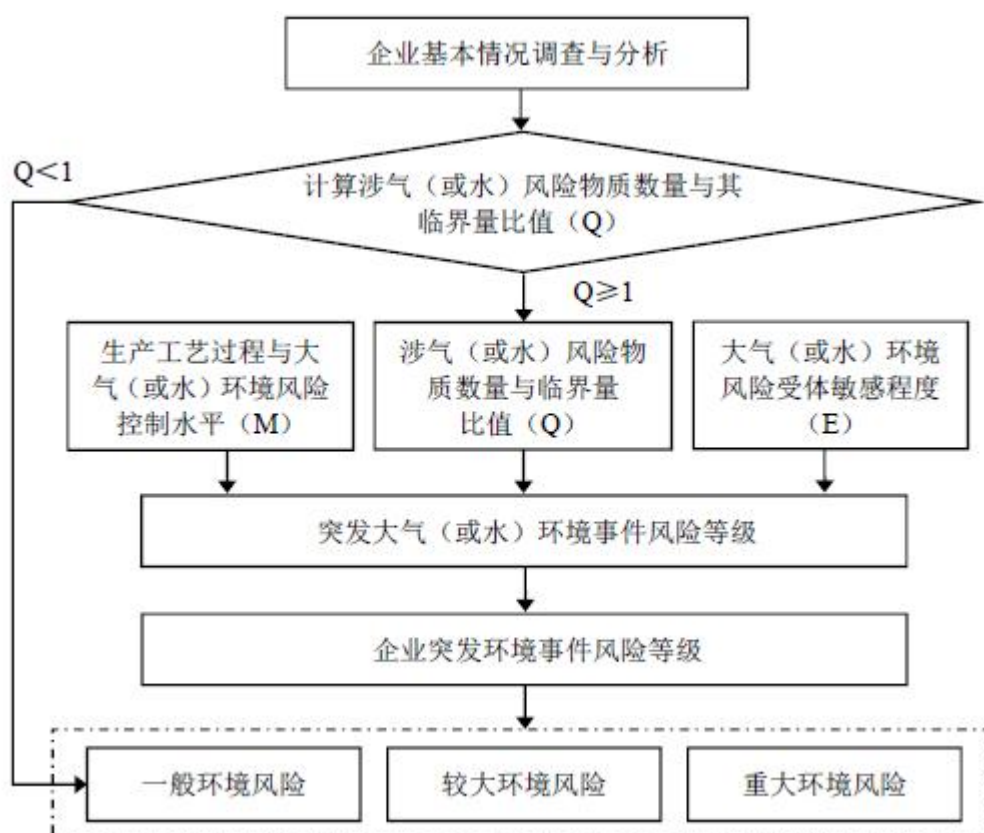 企业基本情况调查与分析
Q＜1
计算涉气（或水）风险物质数量与其
临界量比值（Q）
Q≥1
生产工艺过程与大
气（或水）环境风险
控制水平（M）
涉气（或水）风险物
质数量与临界量
比值（Q）
大气（或水）环境
风险受体敏感程度
（E）
突发大气（或水）环境事件风险等级
企业突发环境事件风险等级
一般环境风险
较大环境风险
重大环境风险